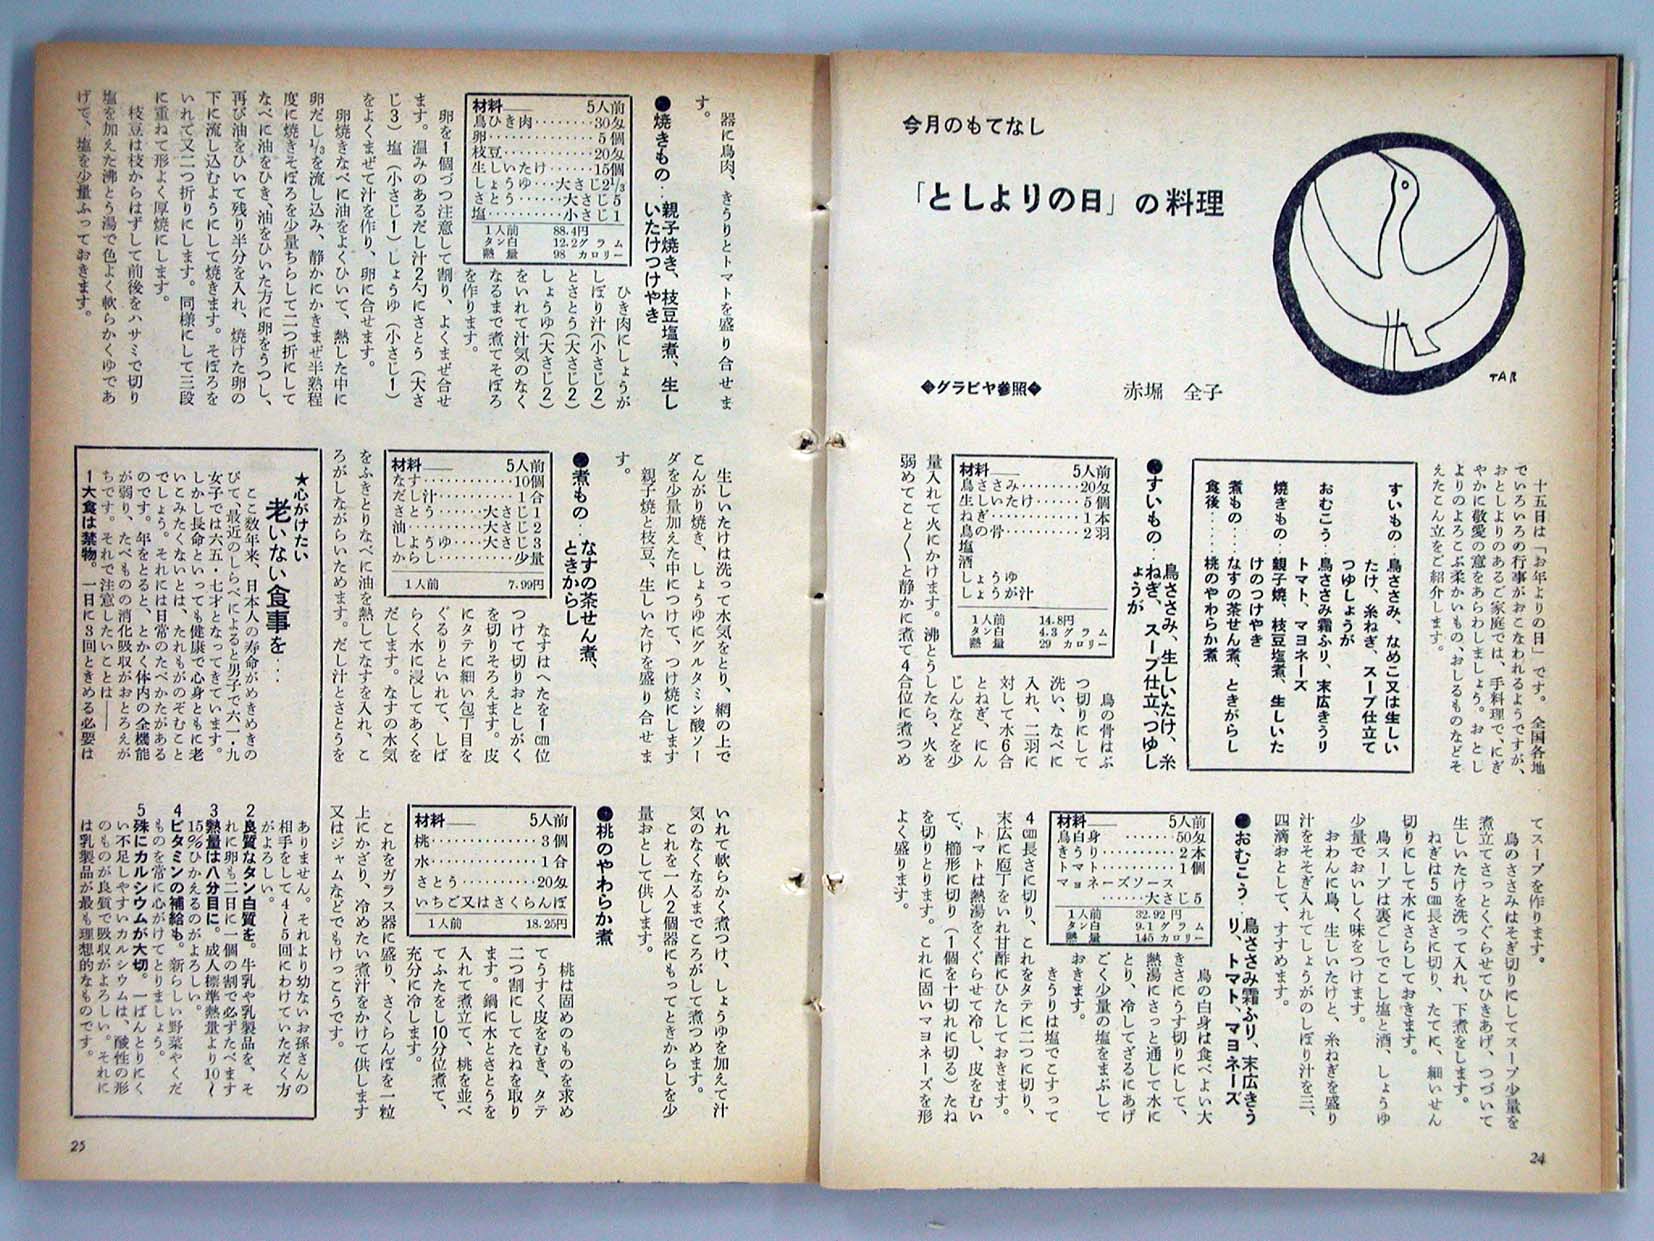 今月のもてなし
「としよりの日」の料理
赤堀 全子
◆グラビヤ参照◆
TAR
十五日は「お年よりの日」です。全国各地
でいろいろの行事がおこなわれるようですが、
おとしよりのあるご家庭では、手料理で、にぎ
やかに敬愛の意をあらわしましょう。おとし
よりのよろこぶ柔かいもの、おしるものなどそ
えたこん立をご紹介します。
すいもの‥鳥ささみ、なめこ又は生しい
たけ、糸ねぎ、スープ仕立て
つゆしょうが
おむこう‥鳥ささみ霜ふり、末広きうり
トマト、マヨネーズ
焼きもの‥親子焼、枝豆塩煮、生しいた
けのつけやき
煮もの‥なすの茶せん煮、ときがらし
食後‥‥桃のやわらか煮
●すいもの‥鳥ささみ、生しいたけ、糸
ねぎ、スープ仕立、つゆし
ょうが
材料 5人前
鳥ささみ‥‥20匁
生しいたけ‥‥5個
ねぎ‥‥1本
鳥の骨‥‥2羽
塩
酒
しょうゆ
しょうが汁
1人前 14.8円
タン白 4.3グラム
熱量 29カロリー
鳥の骨はぶ
つ切りにして
洗い、なべに
入れ、二羽に
対して水6合
とねぎ、にん
じんなどを少
量入れて火にかけます。沸とうしたら、火を
弱めてことことと静かに煮て4合位に煮つめ
てスープを作ります。
鳥のささみはそぎ切りにしてスープ少量を
煮立てさっとくぐらせてひきあげ、つづいて
生しいたけを洗って入れ、下煮をします。
ねぎは5㎝長さに切り、たてに、細いせん
切りにして水にさらしておきます。
鳥スープは裏ごしでこし塩と酒、しょうゆ
少量でおいしく味をつけます。
おわんに鳥、生しいたけと、糸ねぎを盛り
汁をそそぎ入れてしょうがのしぼり汁を三、
四滴おとして、すすめます。
●おむこう‥鳥ささみ霜ふり、末広きう
り、トマト、マヨネーズ
材料 5人前
鳥白身‥‥50匁
きうり‥‥2本
トマト‥‥1個
マヨネーズソース
‥‥大さじ5
1人前 32.92円
タン白 9.1グラム
熱量 145カロリー
鳥の白身は食べよい大
きさにうす切りにして、
熱湯にさっと通して水に
とり、冷してざるにあげ
ごく少量の塩をまぶして
おきます。
きうりは塩でこすって
4㎝長さに切り、これをタテに二つに切り、
末広に庖丁をいれ甘酢にひたしておきます。
トマトは熱湯をくぐらせて冷し、皮をむい
て、櫛形に切り（1個を十切れに切る）たね
を切りとります。これに固いマヨネーズを形
よく盛ります。
24
器に鳥肉、きうりとトマトを盛り合せま
す。
●焼きもの‥親子焼き、枝豆塩煮、生し
いたけつけやき
材料 5人前
鳥ひき肉‥‥30匁
卵‥‥5個
枝豆‥‥20匁
生しいたけ‥‥15個
しょうゆ‥大さじ2⅓
さとう‥‥大さじ5
塩‥‥小さじ1
1人前 88.4円
タン白 12.2グラム
熱量 98カロリー
ひき肉にしょうが
しぼり汁（小さじ2）
とさとう（大さじ2）
しょうゆ（大さじ2）
をいれて汁気のなく
なるまで煮てそぼろ
を作ります。
卵を1個づつ注意して割り、よくまぜ合せ
ます。温みのあるだし汁2勺にさとう（大さ
じ3）塩（小さじ1）しょうゆ（小さじ1）
をよくまぜて汁を作り、卵に合せます。
卵焼きなべに油をよくひいて、熱した中に
卵だし⅓を流し込み、静かにかきまぜ半熟程
度に焼きそぼろを少量ちらして二つ折にして
なべに油をひき、油をひいた方に卵をうつし、
再び油をひいて残り半分を入れ、焼けた卵の
下に流し込むようにして焼きます。そぼろを
いれて又二つ折りにします。同様にして三段
に重ねて形よく厚焼にします。
枝豆は枝からはずして前後をハサミで切り
塩を加えた沸とう湯で色よく軟らかくゆであ
げて、塩を少量ふっておきます。
生しいたけは洗って水気をとり、網の上で
こんがり焼き、しょうゆにグルタミン酸ソー
ダを少量加えた中につけて、つけ焼にします
親子焼と枝豆、生しいたけを盛り合せま
す。
●煮もの‥なすの茶せん煮、
ときからし
材料 5人前
なす‥‥10個
だし汁‥‥1合
さとう‥‥大さじ1
油‥‥大さじ2
しょうゆ‥‥大さじ3
からし‥‥少量
1人前 7.99円
なすはへたを1㎝位
つけて切りおとしがく
を切りそろえます。皮
にタテに細い包丁目を
ぐるりといれて、しば
らく水に浸してあくを
だします。なすの水気
をふきとりなべに油を熱してなすを入れ、こ
ろがしながらいためます。だし汁とさとうを
いれて軟らかく煮つけ、しょうゆを加えて汁
気のなくなるまでころがして煮つめます。
これを一人2個器にもってときからしを少
量おとして供します。
●桃のやわらか煮
材料 5人前
桃‥‥3個
水‥‥1合
さとう‥‥20匁
いちご又はさくらんぼ
1人前 18.25円
桃は固めのものを求め
てうすく皮をむき、タテ
二つ割にしてたねを取り
ます。鍋に水とさとうを
入れて煮立て、桃を並べ
てふたをし10分位煮て、
充分に冷します。
これをガラス器に盛り、さくらんぼを一粒
上にかざり、冷めたい煮汁をかけて供します
又はジャムなどでもけっこうです。
★心がけたい
老いない食事を‥‥
ここ数年来、日本人の寿命がめきめきの
びて、最近のしらべによると男子で六一・九
女子では六五・七才となってきています。
しかし長命といっても健康で心身ともに老
いこみたくないとは、たれもがのぞむこと
でしょう。それには日常のたべかたがある
のです。年をとると、とかく体内の全機能
が弱り、たべものの消化吸収がおとろえが
ちです。それで注意したいことは――
1大食は禁物。一日に3回ときめる必要は
ありません。それより幼ないお孫さんの
相手をして4～5回にわけていただく方
がよろしい。
2良質なタン白質を。牛乳や乳製品を、そ
れに卵も二日に一個の割で必ずたべます
3熱量は八分目に。成人標準熱量より10～
15％ひかえるのがよろしい。
4ビタミンの補給も。新らしい野菜やくだ
ものを常に心がけてとりましょう。
5殊にカルシウムが大切。一ばんとりにく
い不足しやすいカルシウムは、酸性の形
のものが良質で吸収がよろしい。それに
は乳製品が最も理想的なものです。
25